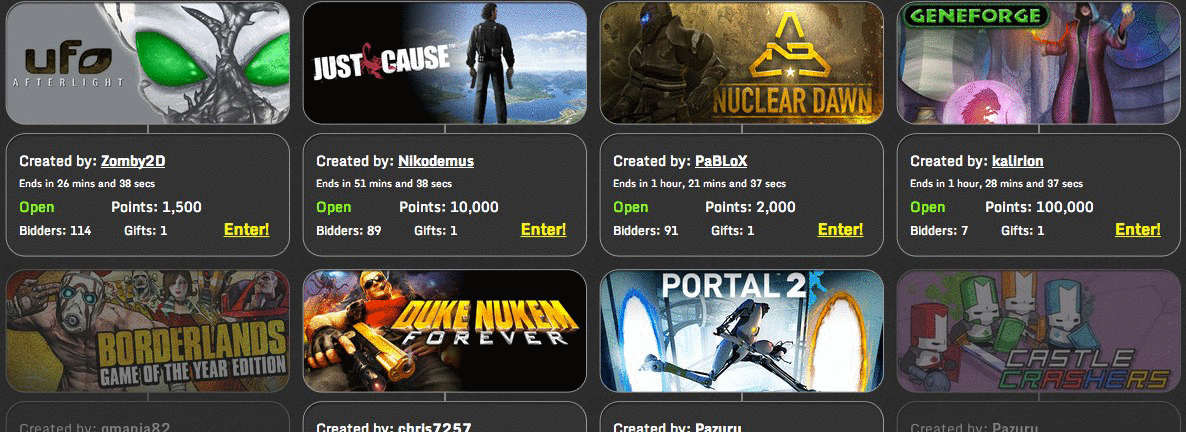 ufo
AFTERLIGHT
JUST CAUSE™
NUCLEAR DAWN
GENEFORGE
Created by: Zomby2D
Ends in 26 mins and 38 secs
Open Points: 1,500
Bidders: 114 Gifts: 1 Enter!
Created by: Nikodemus
Ends in 51 mins and 38 secs
Open Points: 10,000
Bidders: 89 Gifts: 1 Enter!
Created by: PaBLoX
Ends in 1 hour, 21 mins and 37 secs
Open Points: 2,000
Bidders: 91 Gifts: 1 Enter!
Created by: kalirion
Ends in 1 hour, 28 mins and 37 secs
Open Points: 100,000
Bidders: 7 Gifts: 1 Enter!
BORDERLANDS
GAME OF THE YEAR EDITION
DUKE NUKEM
FOREVER
PORTAL 2
CASTLE
CRASHERS
Created by: qmania82
Created by: chris7257
Created by: Pazuru
Created by: Pazuru